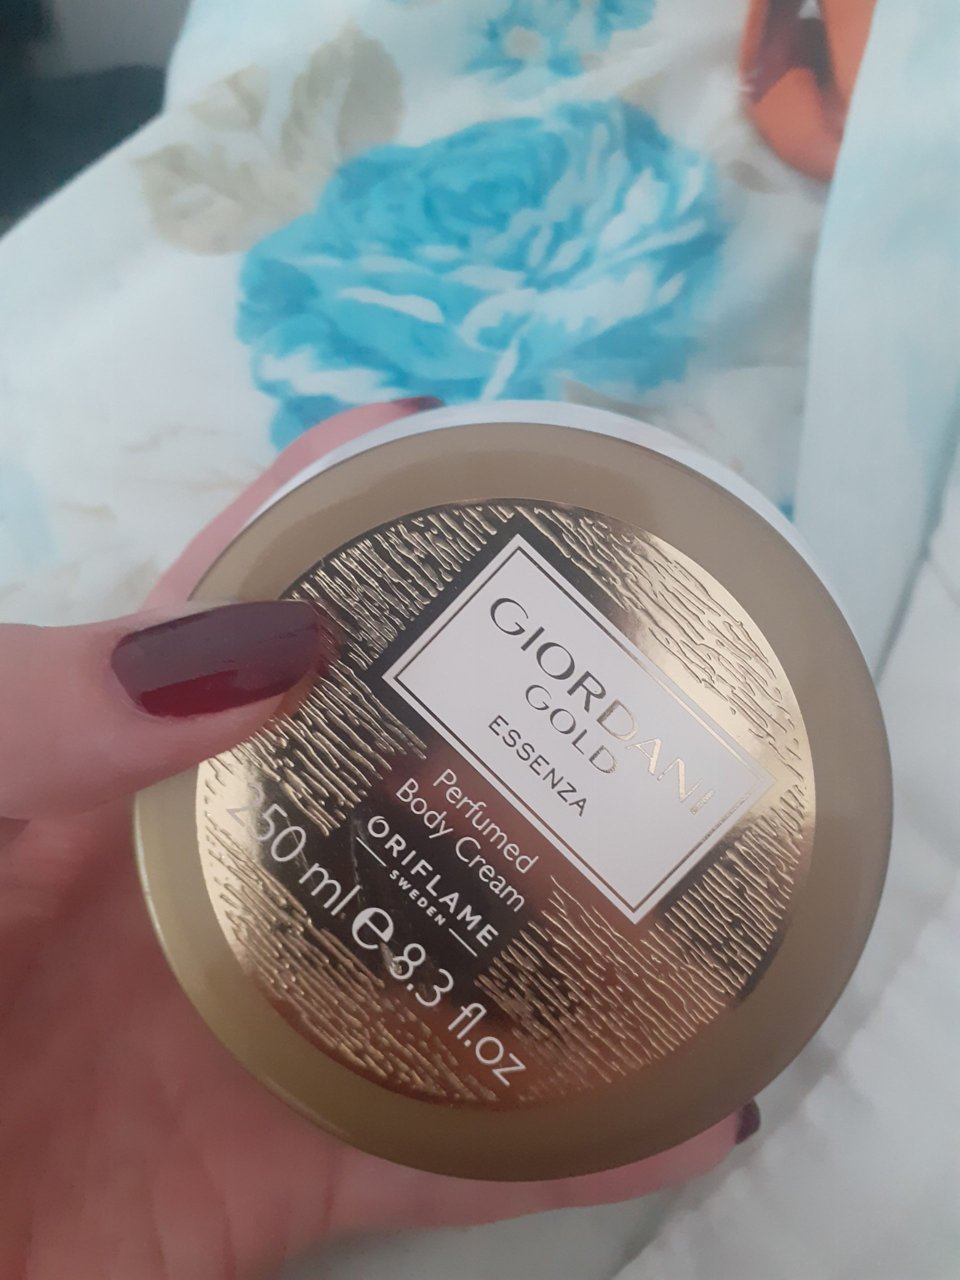 GIORDANI
GOLD
ESSENZA
Perfumed
Body Cream
ORIFLAME
SWEDEN
250 ml e 8.3 fl.oz